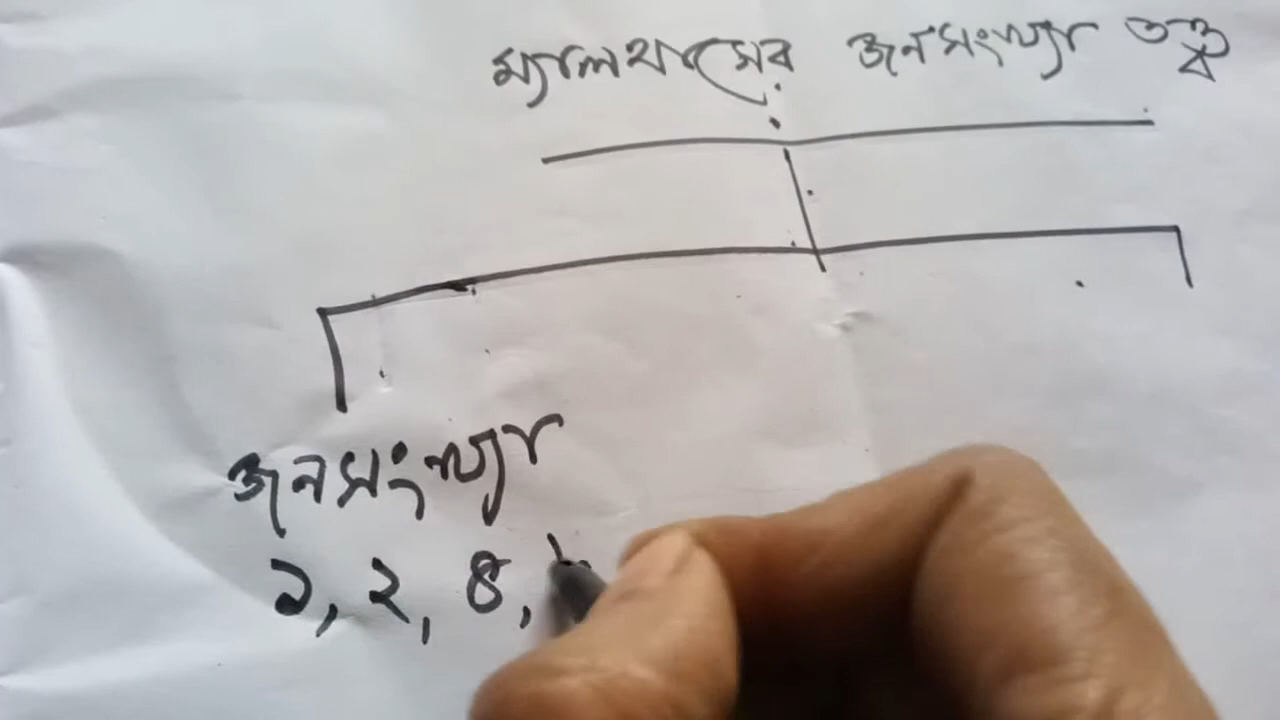 ম্যালথাসের জনসংখ্যা তত্ত্ব
জনসংখ্যা
১, ২, ৪,